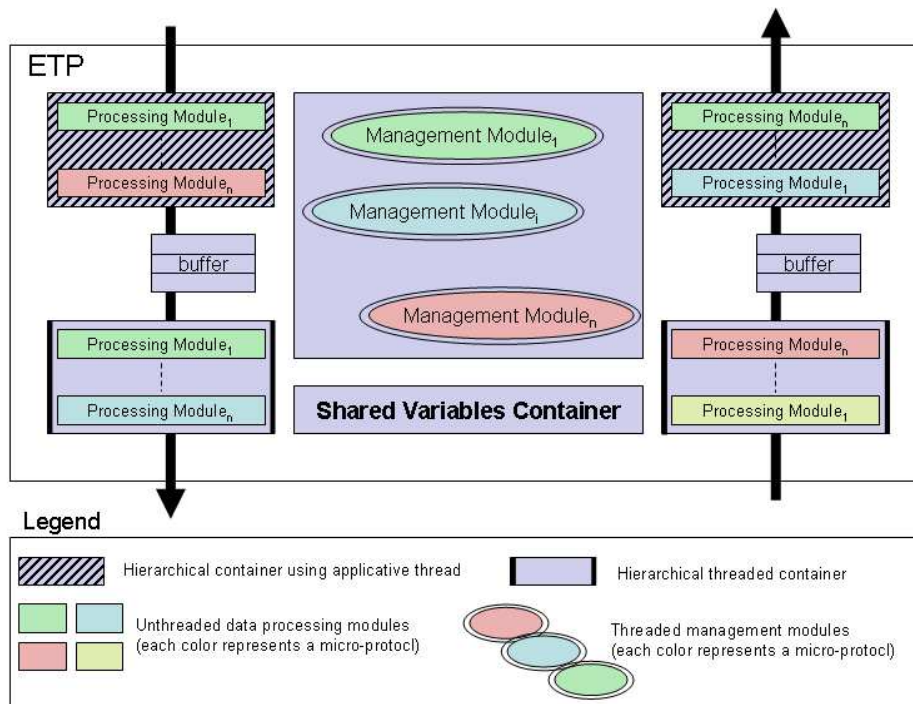 ETP
Processing Module1
Processing Modulen
buffer
Processing Module1
Processing Modulen
Management Module1
Management Modulei
Management Modulen
Shared Variables Container
Processing Modulen
Processing Module1
buffer
Processing Modulen
Processing Module1
Legend
Hierarchical container using applicative thread
Hierarchical threaded container
Unthreaded data processing modules
(each color represents a micro-protocl)
Threaded management modules
(each color represents a micro-protocl)